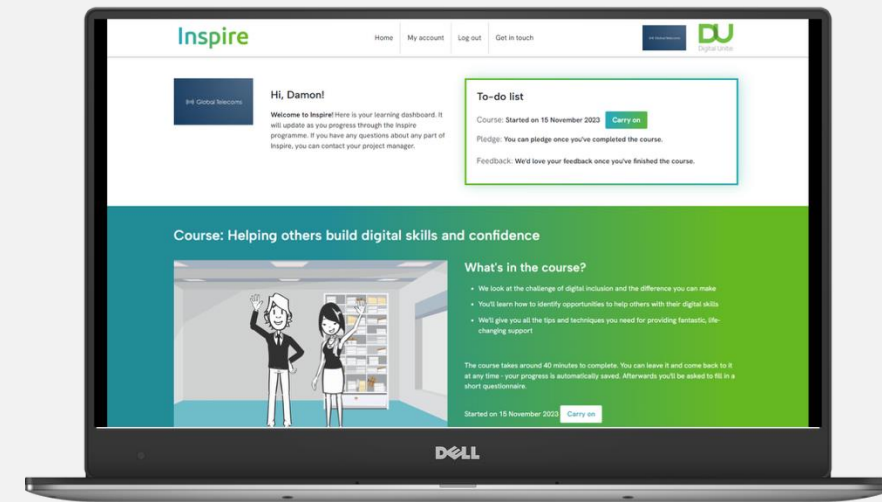 Inspire
Home
My account
Log out
Get in touch
Global Telecoms
DU
Digital Unite
Global Telecoms
Hi, Damon!
Welcome to Inspire! Here is your learning dashboard. It
will update as you progress through the Inspire
programme. If you have any questions about any part of
Inspire, you can contact your project manager.
To-do list
Course: Started on 15 November 2023 Carry on
Pledge: You can pledge once you've completed the course.
Feedback: We'd love your feedback once you've finished the course.
Course: Helping others build digital skills and confidence
What's in the course?
• We look at the challenge of digital inclusion and the difference you can make
• You'll learn how to identify opportunities to help others with their digital skills
• We'll give you all the tips and techniques you need for providing fantastic, life-
changing support
The course takes around 40 minutes to complete. You can leave it and come back to it
at any time - your progress is automatically saved. Afterwards you'll be asked to fill in a
short questionnaire.
Started on 15 November 2023 Carry on
DELL